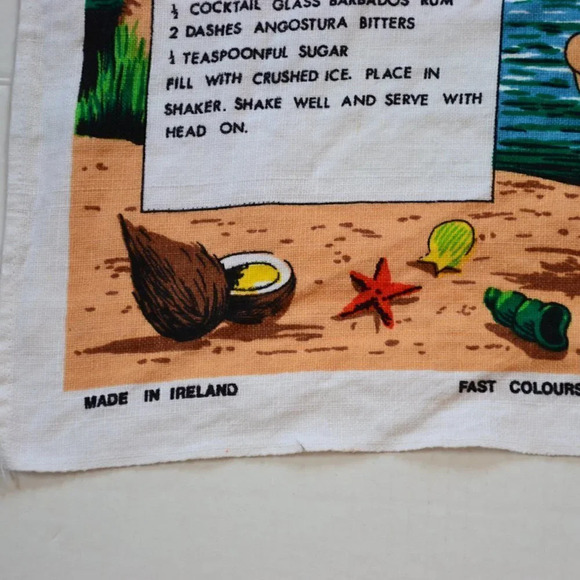 ½ COCKTAIL GLASS BARBADOS RUM
2 DASHES ANGOSTURA BITTERS
½ TEASPOONFUL SUGAR
FILL WITH CRUSHED ICE. PLACE IN
SHAKER. SHAKE WELL AND SERVE WITH
HEAD ON.
MADE IN IRELAND
FAST COLOURS